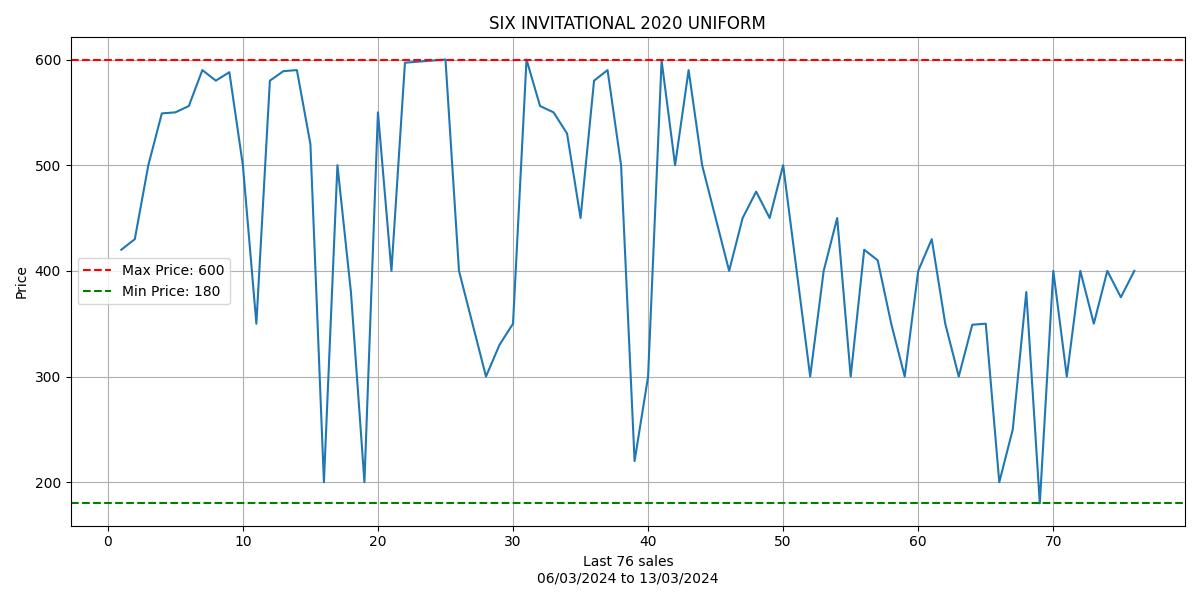 SIX INVITATIONAL 2020 UNIFORM
Price
600
500
400
300
200
Max Price: 600
Min Price: 180
0 10 20 30 40 50 60 70
Last 76 sales
06/03/2024 to 13/03/2024